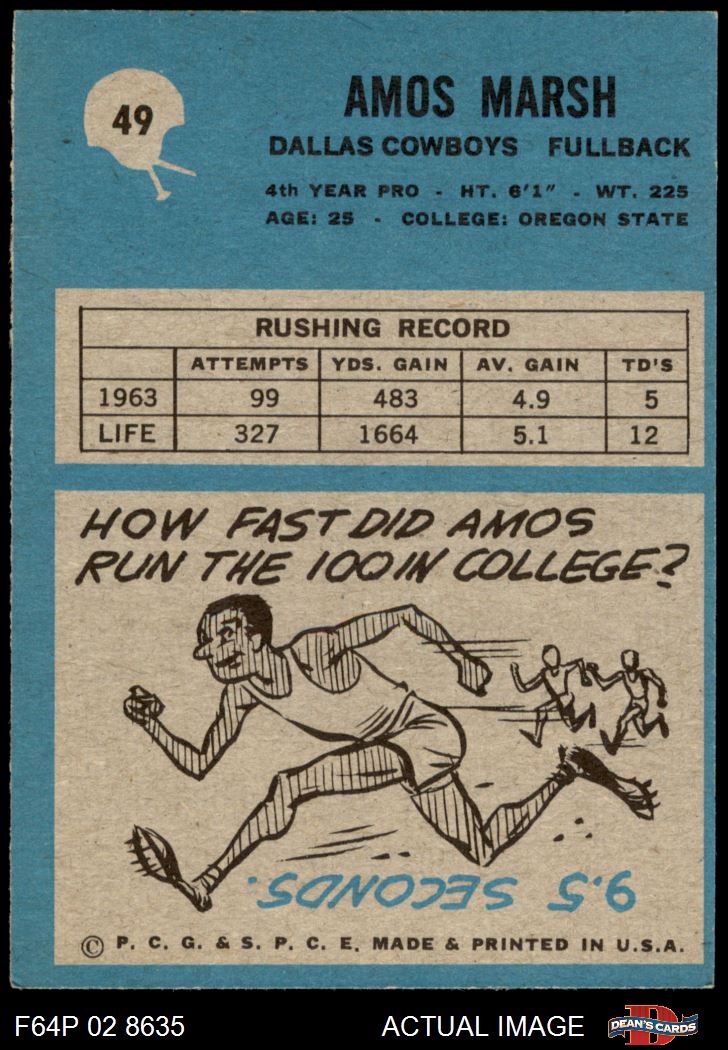 49
AMOS MARSH
DALLAS COWBOYS FULLBACK
4th YEAR PRO - HT. 6'1" - WT. 225
AGE: 25 - COLLEGE: OREGON STATE
RUSHING RECORD
ATTEMPTS YDS. GAIN AV. GAIN TD'S
1963 99 483 4.9 5
LIFE 327 1664 5.1 12
HOW FAST DID AMOS
RUN THE 100 IN COLLEGE?
9.5 SECONDS.
© P. C. G. & S. P. C. E. MADE & PRINTED IN U.S.A.
F64P 02 8635 ACTUAL IMAGE D DEAN'S CARDS